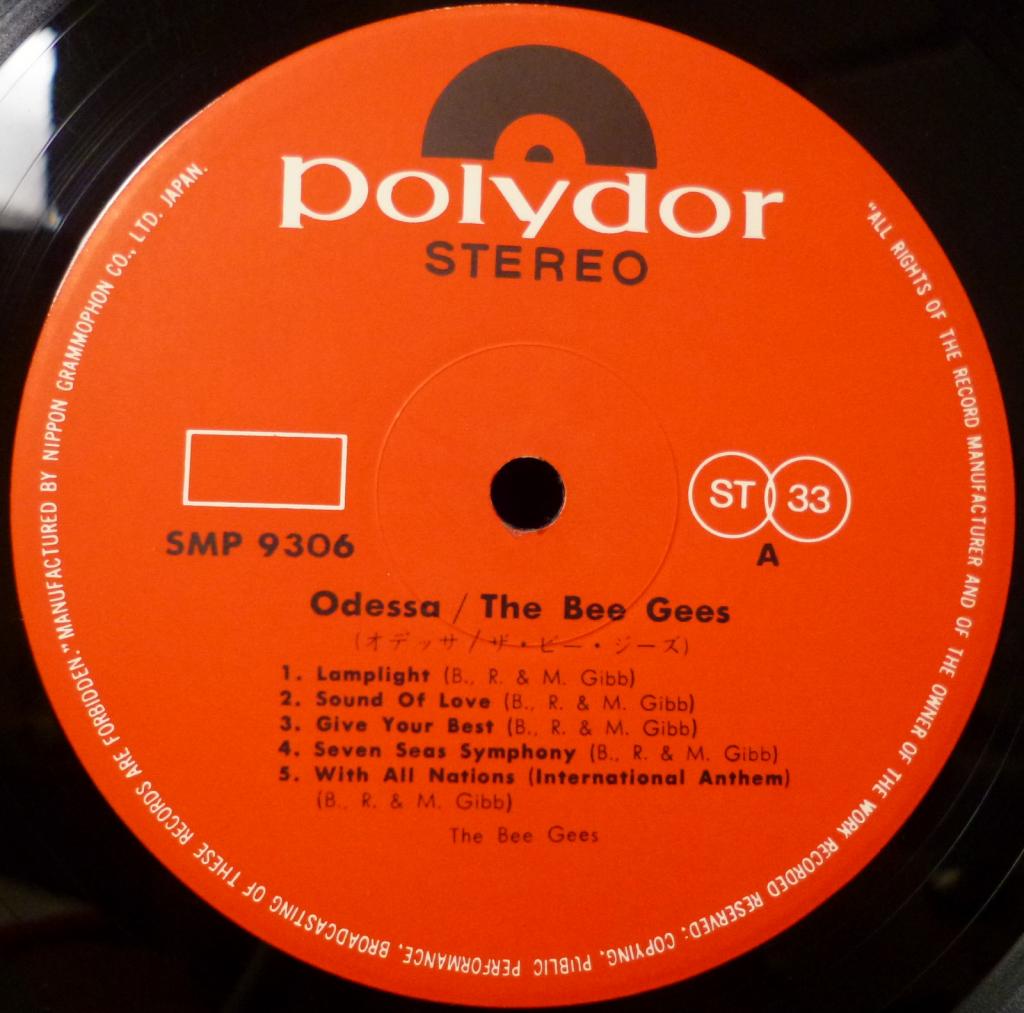 polydor
STEREO
"ALL RIGHTS OF THE RECORD MANUFACTURER AND OF THE OWNER OF THE WORK RECORDED RESERVED: COPYING, PUBLIC PERFORMANCE, BROADCASTING OF THESE RECORDS ARE FORBIDDEN." MANUFACTURED BY NIPPON GRAMMOPHON CO., LTD. JAPAN.
ST 33
SMP 9306
A
Odessa / The Bee Gees
(オデッサ/ザ・ビー・ジーズ)
1. Lamplight (B., R. & M. Gibb)
2. Sound Of Love (B., R. & M. Gibb)
3. Give Your Best (B., R. & M. Gibb)
4. Seven Seas Symphony (B., R. & M. Gibb)
5. With All Nations (International Anthem)
(B., R. & M. Gibb)
The Bee Gees